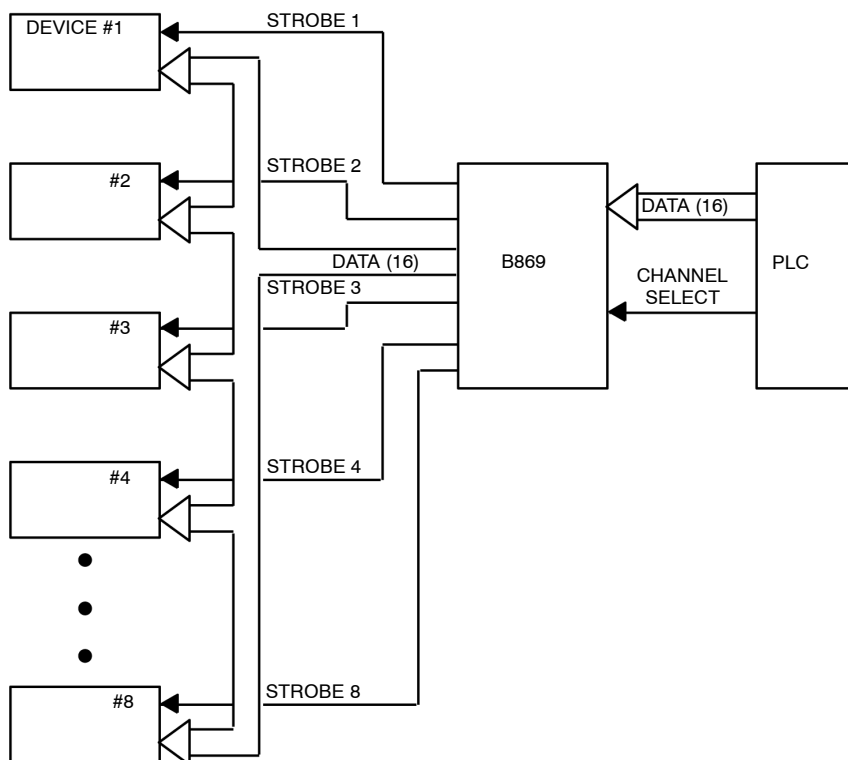 DEVICE #1
STROBE 1
#2
STROBE 2
DATA (16)
B869
DATA (16)
PLC
CHANNEL
SELECT
STROBE 3
#3
#4
STROBE 4
#8
STROBE 8